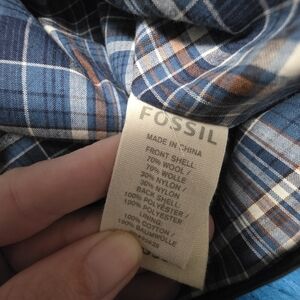 FOSSIL
MADE IN CHINA
FRONT SHELL:
70% WOOL /
70% WOLLE
30% NYLON /
30% NYLON
BACK SHELL:
100% POLYESTER /
100% POLYESTER
LINING:
100% COTTON /
100% BAUMWOLLE